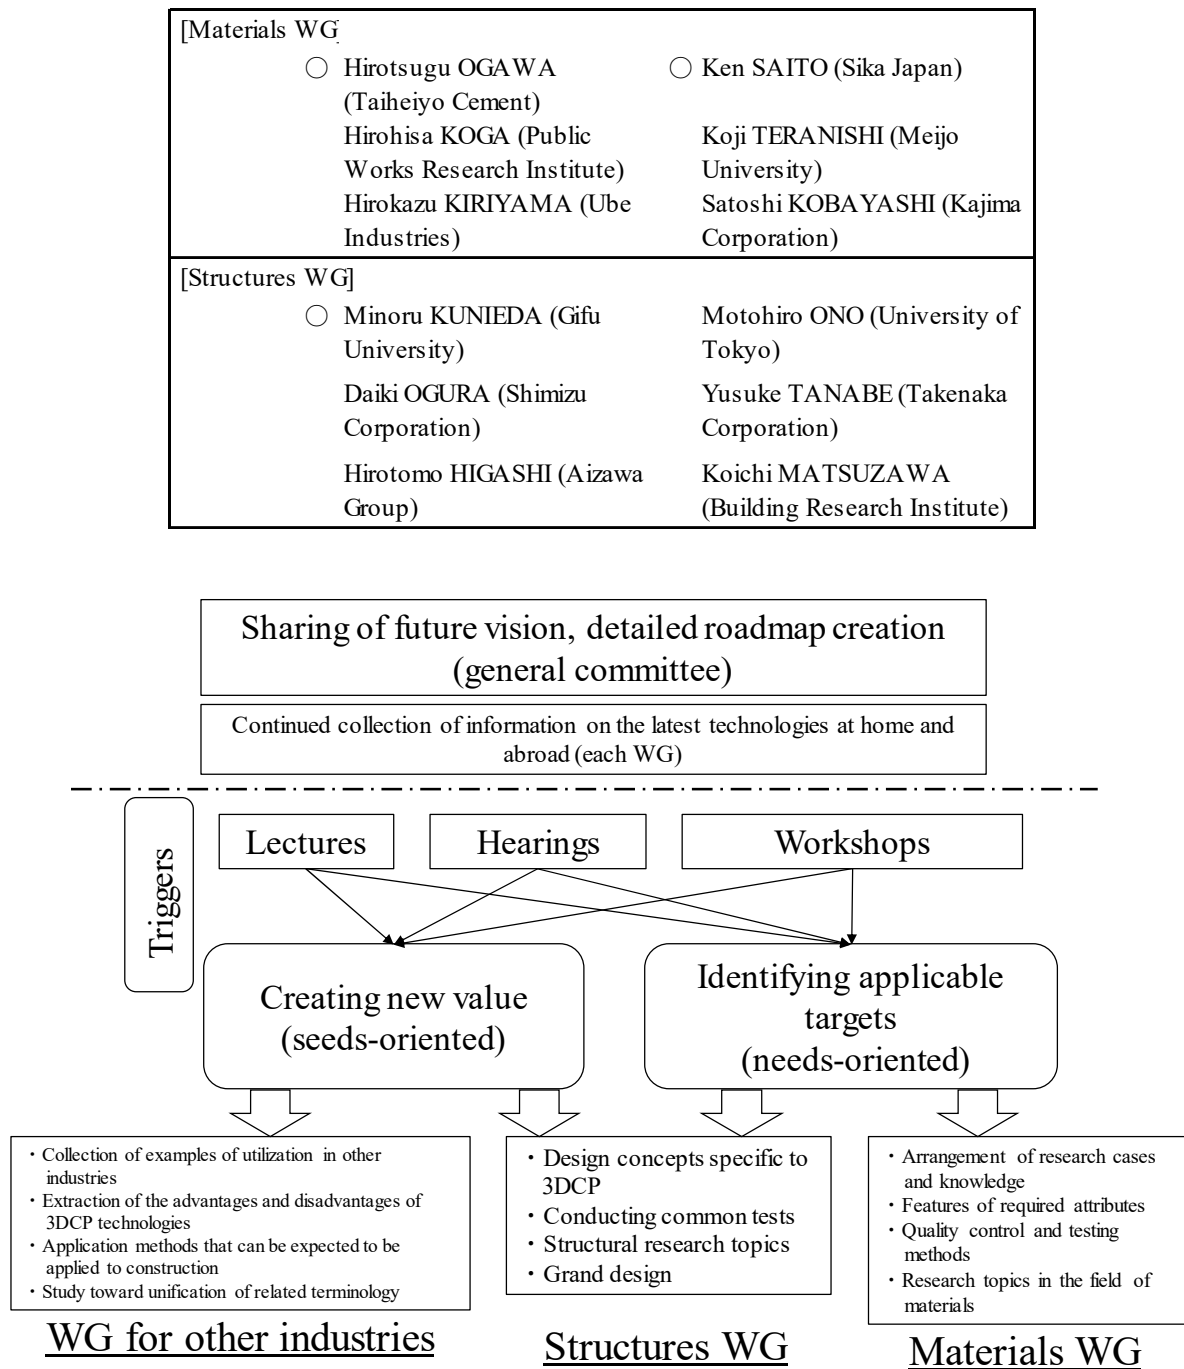 [Materials WG]
○ Hirotsugu OGAWA
(Taiheiyo Cement)
○ Ken SAITO (Sika Japan)
Hirohisa KOGA (Public
Works Research Institute)
Koji TERANISHI (Meijo
University)
Hirokazu KIRIYAMA (Ube
Industries)
Satoshi KOBAYASHI (Kajima
Corporation)
[Structures WG]
○ Minoru KUNIEDA (Gifu
University)
Motohiro ONO (University of
Tokyo)
Daiki OGURA (Shimizu
Corporation)
Yusuke TANABE (Takenaka
Corporation)
Hirotomo HIGASHI (Aizawa
Group)
Koichi MATSUZAWA
(Building Research Institute)
Sharing of future vision, detailed roadmap creation
(general committee)
Continued collection of information on the latest technologies at home and
abroad (each WG)
Triggers
Lectures
Hearings
Workshops
Creating new value
(seeds-oriented)
Identifying applicable
targets
(needs-oriented)
・Collection of examples of utilization in other
industries
・Extraction of the advantages and disadvantages of
3DCP technologies
・Application methods that can be expected to be
applied to construction
・Study toward unification of related terminology
WG for other industries
・Design concepts specific to
3DCP
・Conducting common tests
・Structural research topics
・Grand design
Structures WG
・Arrangement of research cases
and knowledge
・Features of required attributes
・Quality control and testing
methods
・Research topics in the field of
materials
Materials WG